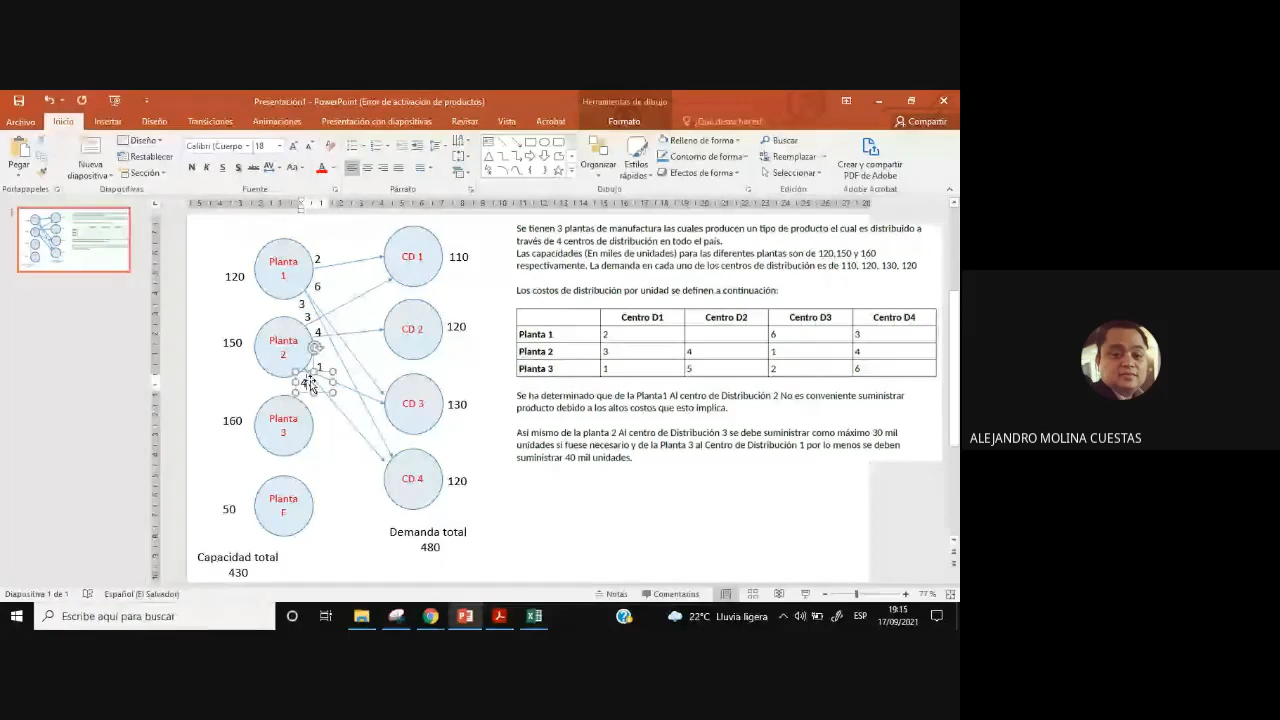 Presentación1 - PowerPoint (Error de activación de productos)
Herramientas de dibujo
Archivo Inicio Insertar Diseño Transiciones Animaciones Presentación con diapositivas Revisar Vista Acrobat Formato ¿Qué desea hacer? Compartir
Pegar
Nueva diapositiva
Diseño
Restablecer
Sección
Calibri (Cuerpo 18
N K S abc AV Aa A
Organizar
Estilos rápidos
Relleno de forma
Contorno de forma
Efectos de forma
Buscar
Reemplazar
Seleccionar
Crear y compartir PDF de Adobe
Portapapeles Diapositivas Fuente Párrafo Dibujo Edición Adobe Acrobat
1
Planta 1
120
2
6
3
CD 1
110
Planta 2
150
3
4
1
4
CD 2
120
Planta 3
160
CD 3
130
Planta F
50
CD 4
120
Capacidad total
430
Demanda total
480
Se tienen 3 plantas de manufactura las cuales producen un tipo de producto el cual es distribuido a
través de 4 centros de distribución en todo el país.
Las capacidades (En miles de unidades) para las diferentes plantas son de 120,150 y 160
respectivamente. La demanda en cada uno de los centros de distribución es de 110, 120, 130, 120
Los costos de distribución por unidad se definen a continuación:
Centro D1 Centro D2 Centro D3 Centro D4
Planta 1 2 6 3
Planta 2 3 4 1 4
Planta 3 1 5 2 6
Se ha determinado que de la Planta1 Al centro de Distribución 2 No es conveniente suministrar
producto debido a los altos costos que esto implica.
Así mismo de la planta 2 Al centro de Distribución 3 se debe suministrar como máximo 30 mil
unidades si fuese necesario y de la Planta 3 al Centro de Distribución 1 por lo menos se deben
suministrar 40 mil unidades.
ALEJANDRO MOLINA CUESTAS
Diapositiva 1 de 1 Español (El Salvador) Notas Comentarios 77 %
Escribe aquí para buscar
22°C Lluvia ligera
ESP
19:15
17/09/2021